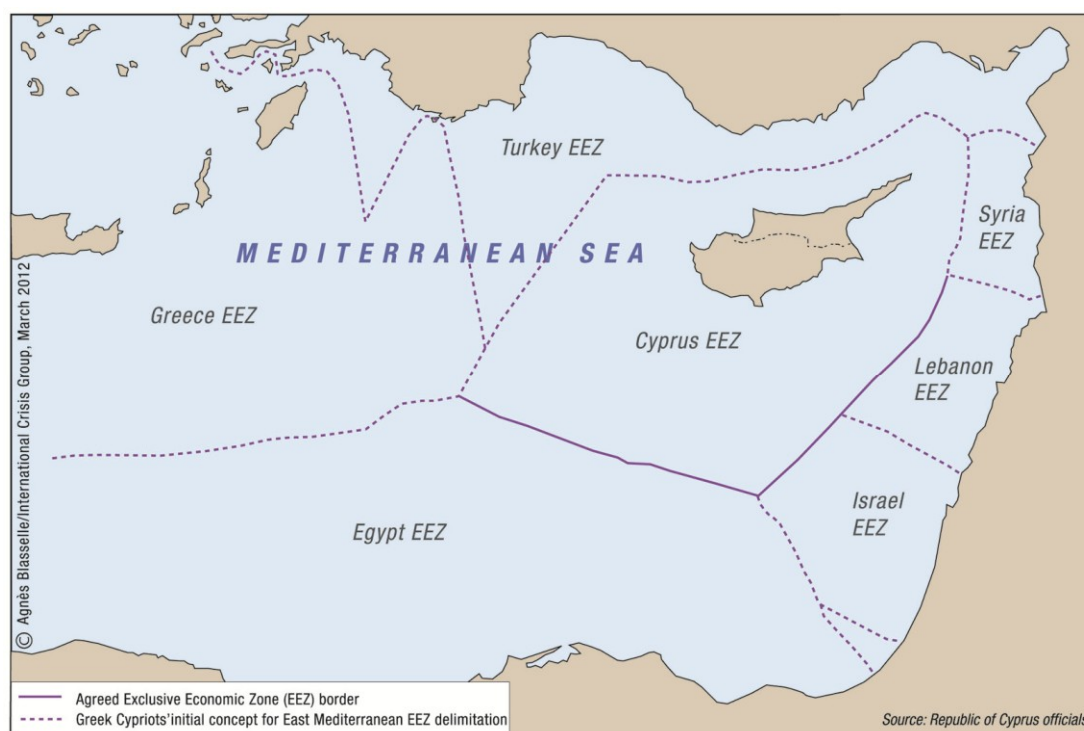 Turkey EEZ
Syria
EEZ
MEDITERRANEAN SEA
Greece EEZ
Cyprus EEZ
Lebanon
EEZ
Israel
EEZ
Egypt EEZ
© Agnès Blasselle/International Crisis Group, March 2012
Agreed Exclusive Economic Zone (EEZ) border
Greek Cypriots'initial concept for East Mediterranean EEZ delimitation
Source: Republic of Cyprus officials